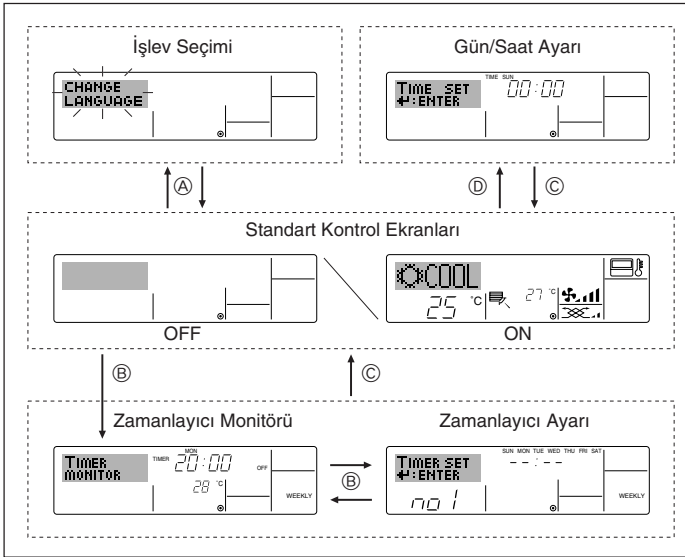 İşlev Seçimi
CHANGE
LANGUAGE
Gün/Saat Ayarı
TIME SUN
TIME SET 00:00
↵:ENTER
Ⓐ
Ⓓ Ⓒ
Standart Kontrol Ekranları
OFF
COOL
25 °C 27 °C
ON
Ⓑ
Ⓒ
Zamanlayıcı Monitörü
MON
TIMER MONITOR
TIMER 20:00 OFF
28 °C
WEEKLY
Ⓑ
Zamanlayıcı Ayarı
SUN MON TUE WED THU FRI SAT
TIMER SET --:--
↵:ENTER
no 1
WEEKLY